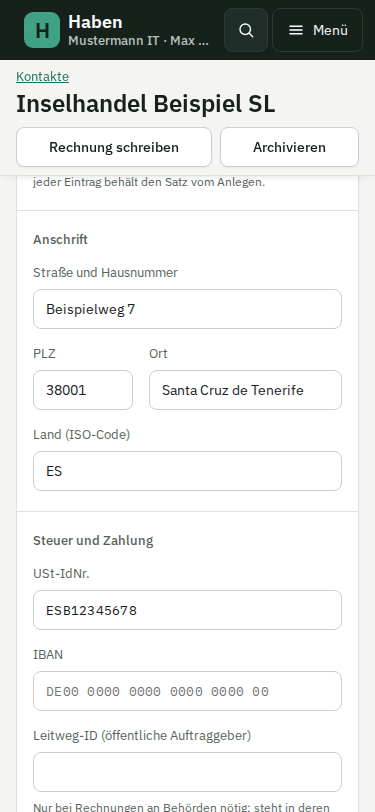 H
Haben
Mustermann IT · Max ...
Menü
Kontakte
Inselhandel Beispiel SL
Rechnung schreiben
Archivieren
jeder Eintrag behält den Satz vom Anlegen.
Anschrift
Straße und Hausnummer
Beispielweg 7
PLZ
Ort
38001
Santa Cruz de Tenerife
Land (ISO-Code)
ES
Steuer und Zahlung
USt-IdNr.
ESB12345678
IBAN
DE00 0000 0000 0000 0000 00
Leitweg-ID (öffentliche Auftraggeber)
Nur bei Rechnungen an Behörden nötig; steht in deren